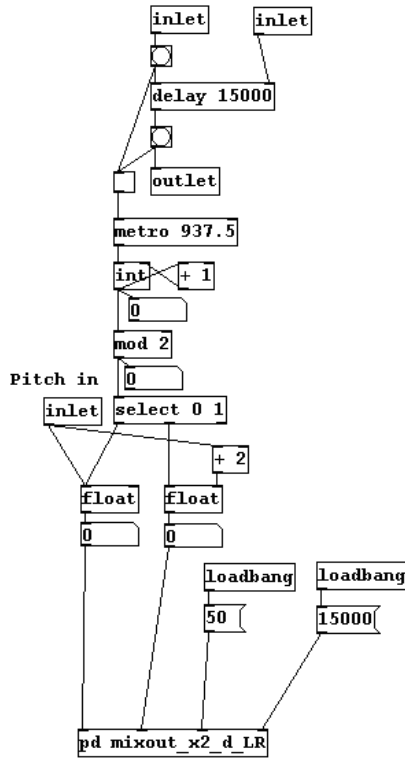 inlet
inlet
delay 15000
outlet
metro 937.5
int
+ 1
0
mod 2
0
Pitch in
inlet
select 0 1
+ 2
float
float
0
0
loadbang
loadbang
50
15000
pd mixout_x2_d_LR